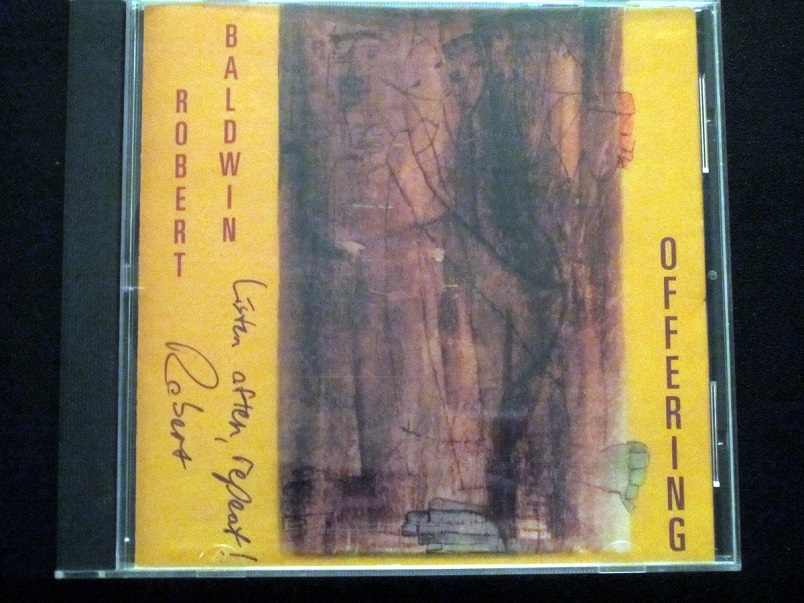 ROBERT
BALDWIN
Listen often, repeat!
Robert
OFFERING